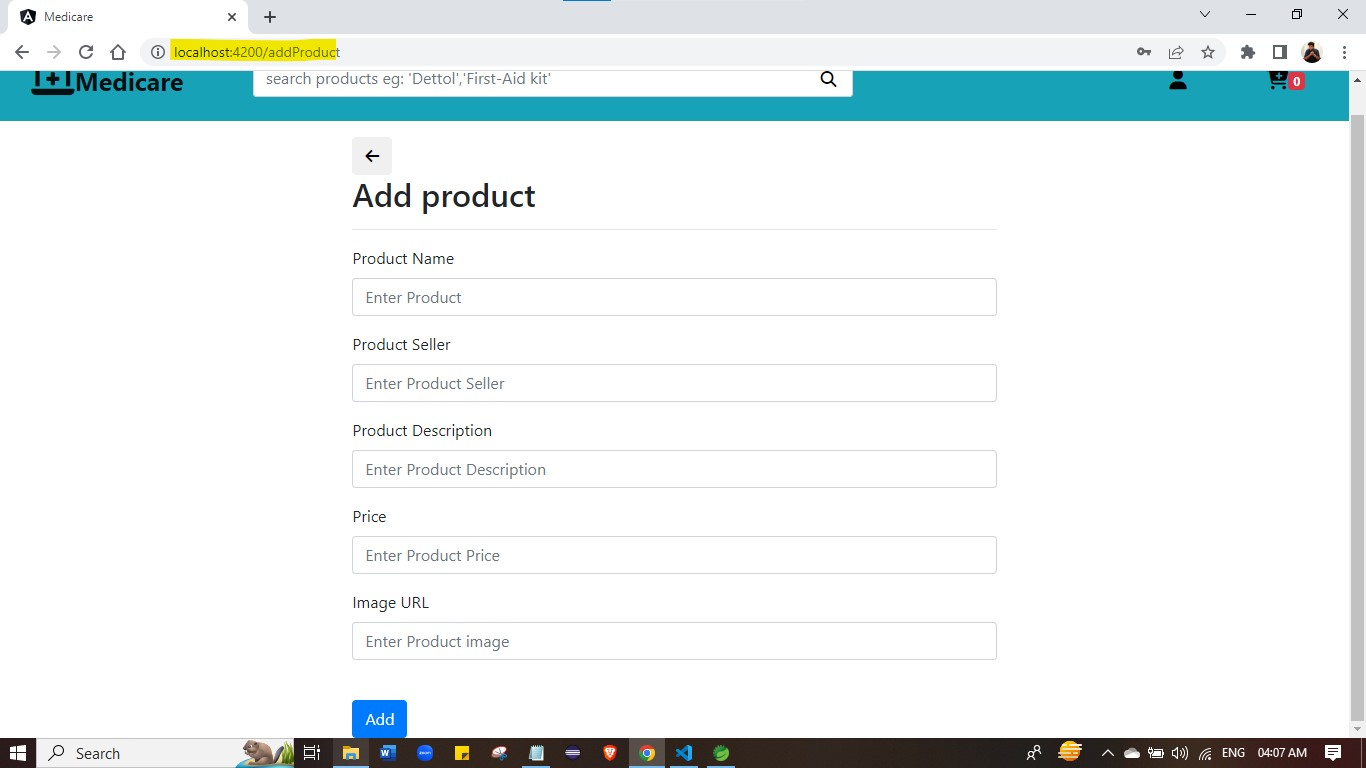 Medicare
localhost:4200/addProduct
Medicare
search products eg: 'Dettol','First-Aid kit'
0
Add product
Product Name
Enter Product
Product Seller
Enter Product Seller
Product Description
Enter Product Description
Price
Enter Product Price
Image URL
Enter Product image
Add
Search
ENG
04:07 AM